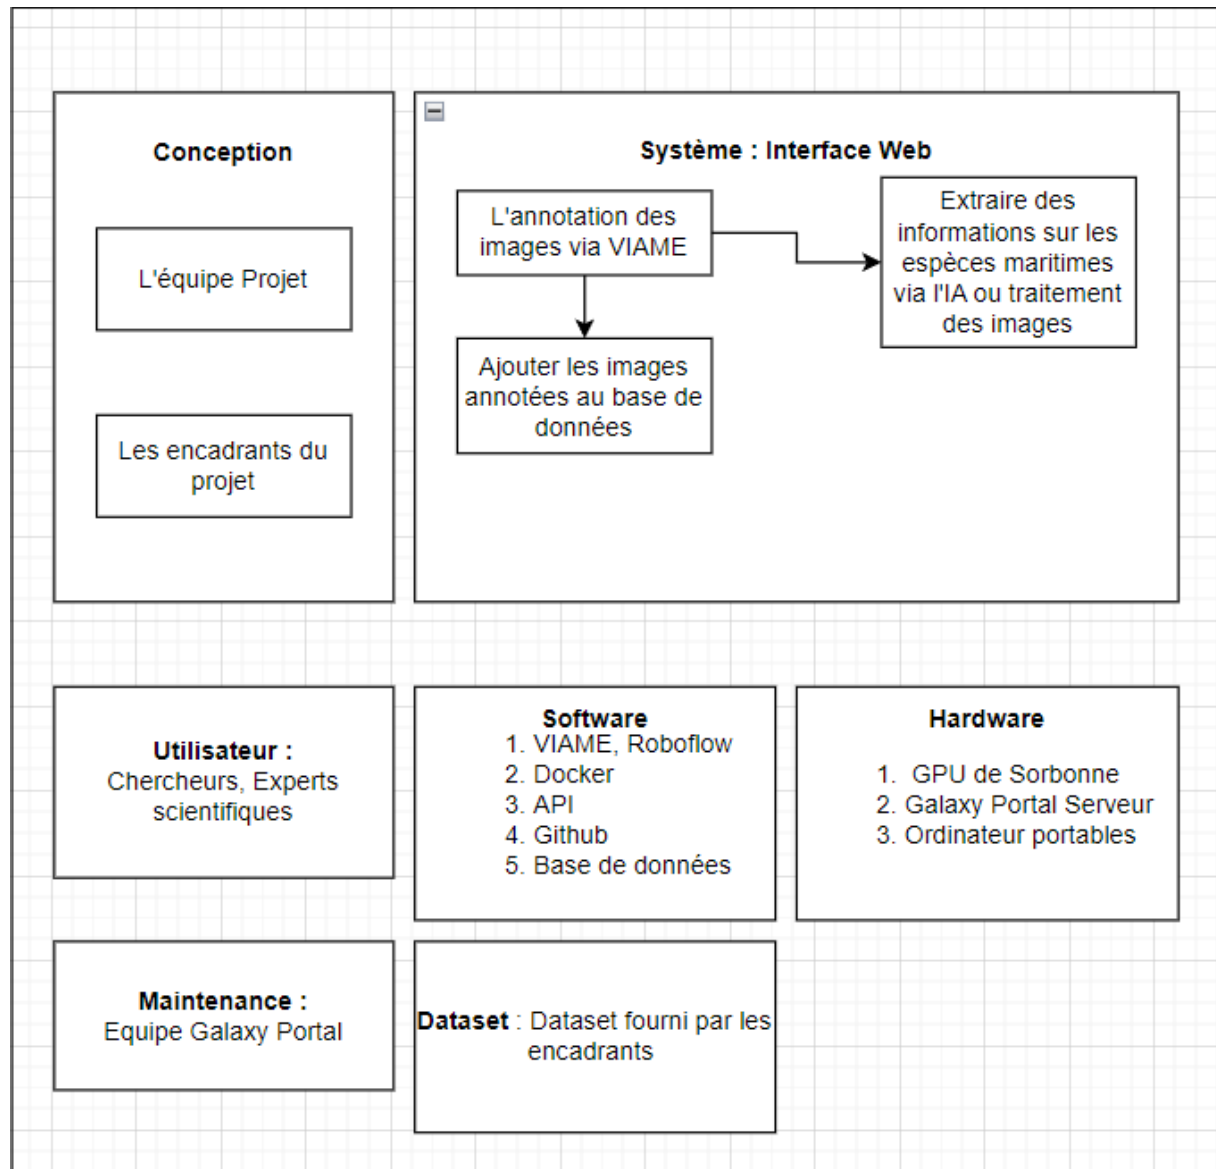 Conception
L'équipe Projet
Les encadrants du
projet
Système : Interface Web
L'annotation des
images via VIAME
Extraire des
informations sur les
espèces maritimes
via l'IA ou traitement
des images
Ajouter les images
annotées au base de
données
Utilisateur :
Chercheurs, Experts
scientifiques
Software
1. VIAME, Roboflow
2. Docker
3. API
4. Github
5. Base de données
Hardware
1. GPU de Sorbonne
2. Galaxy Portal Serveur
3. Ordinateur portables
Maintenance :
Equipe Galaxy Portal
Dataset : Dataset fourni par les
encadrants